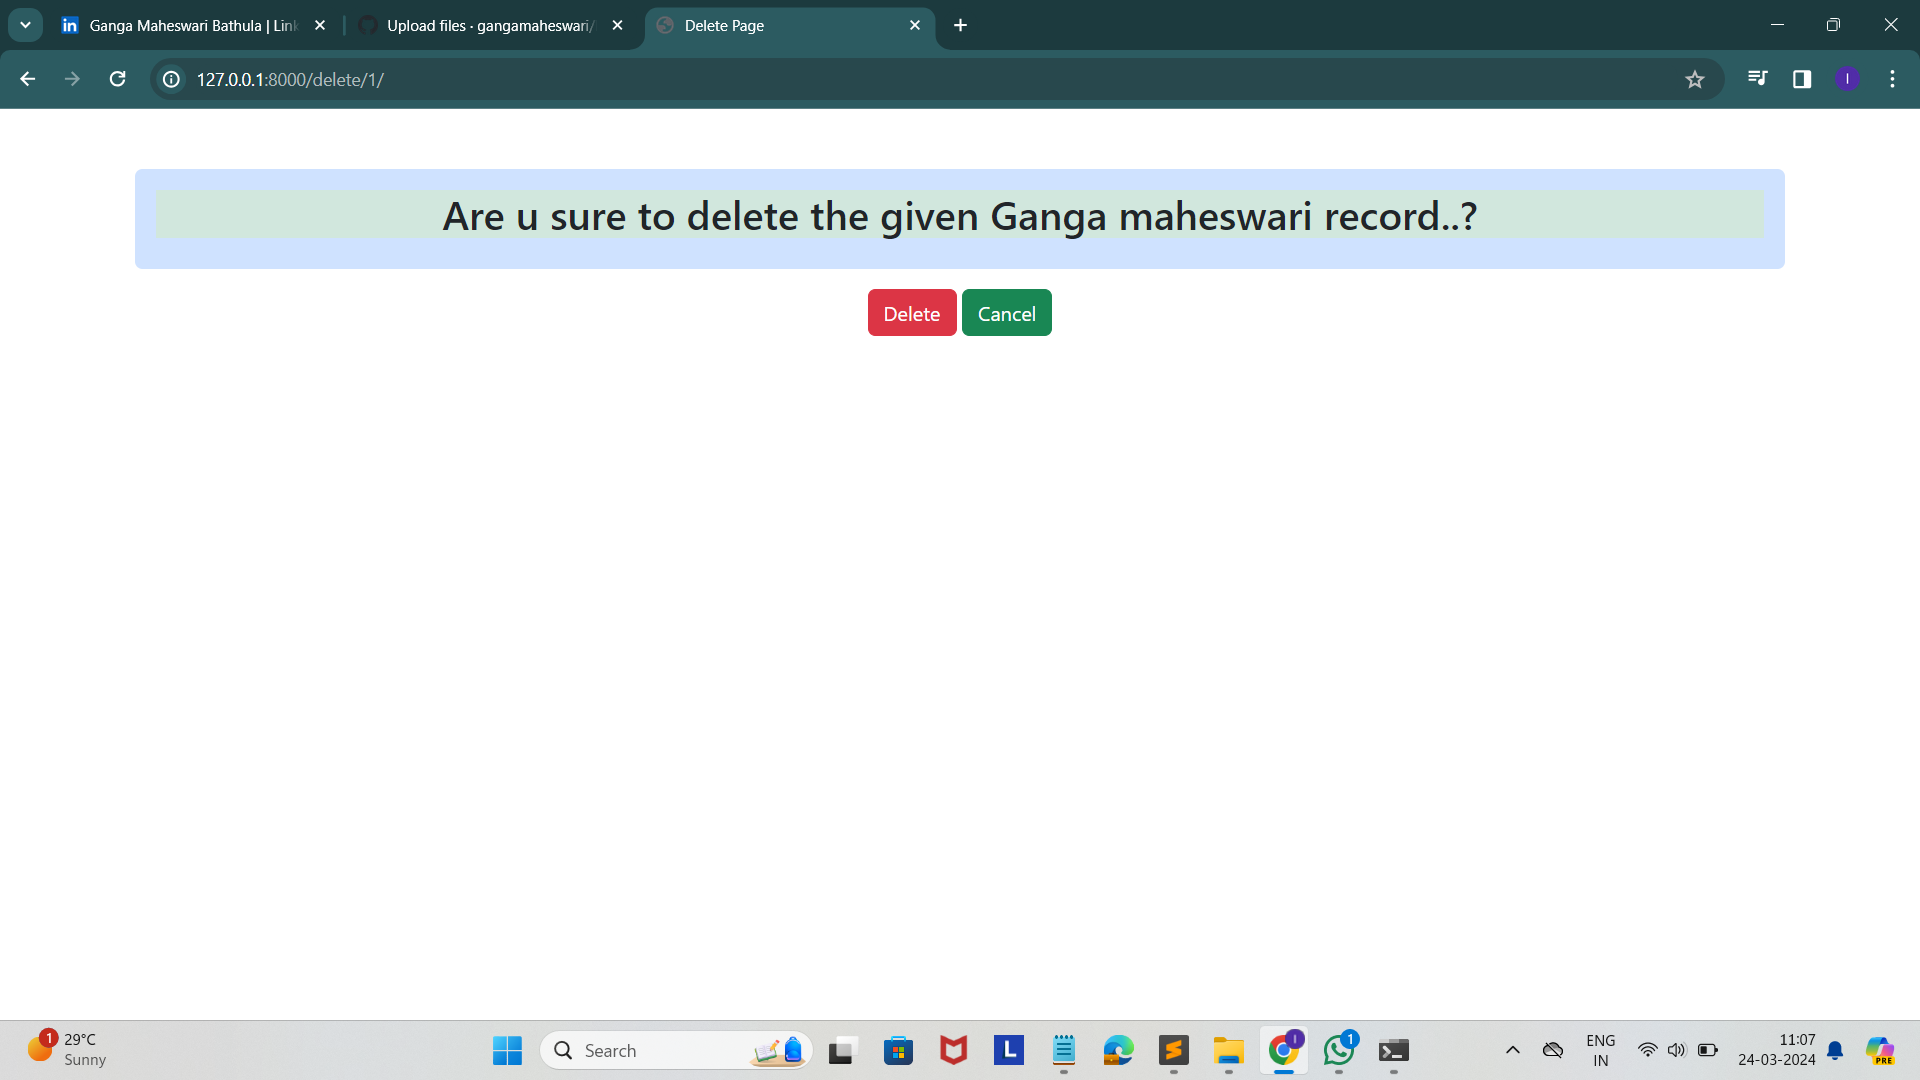 Ganga Maheswari Bathula | Link
Upload files · gangamaheswari/
Delete Page
127.0.0.1:8000/delete/1/
I
Are u sure to delete the given Ganga maheswari record..?
Delete Cancel
1
29°C
Sunny
Search
L
I
1
ENG
IN
11:07
24-03-2024
PRE